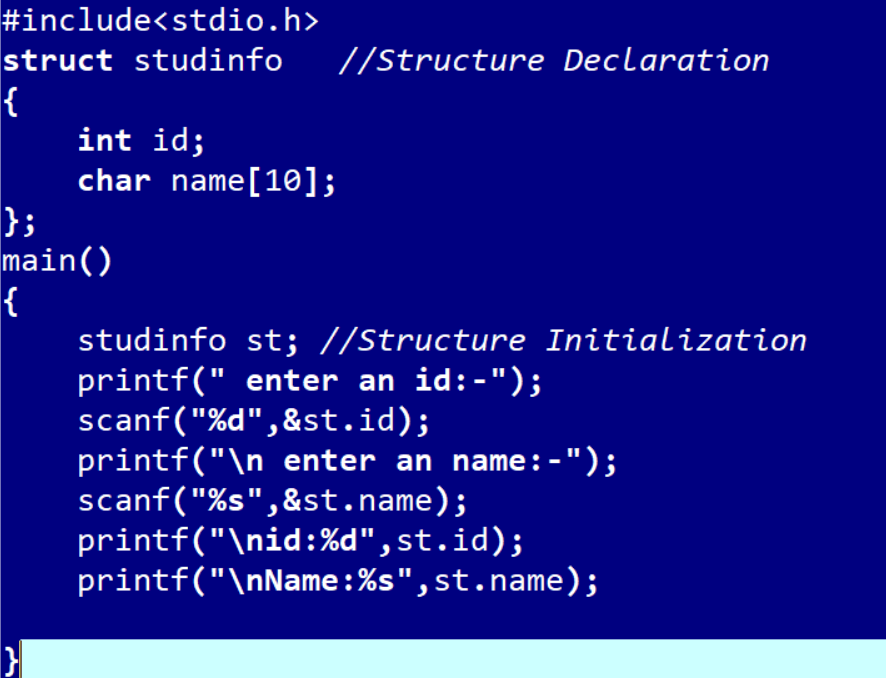 #include<stdio.h>
struct studinfo   //Structure Declaration
{
    int id;
    char name[10];
};
main()
{
    studinfo st; //Structure Initialization
    printf(" enter an id:-");
    scanf("%d",&st.id);
    printf("\n enter an name:-");
    scanf("%s",&st.name);
    printf("\nid:%d",st.id);
    printf("\nName:%s",st.name);

}